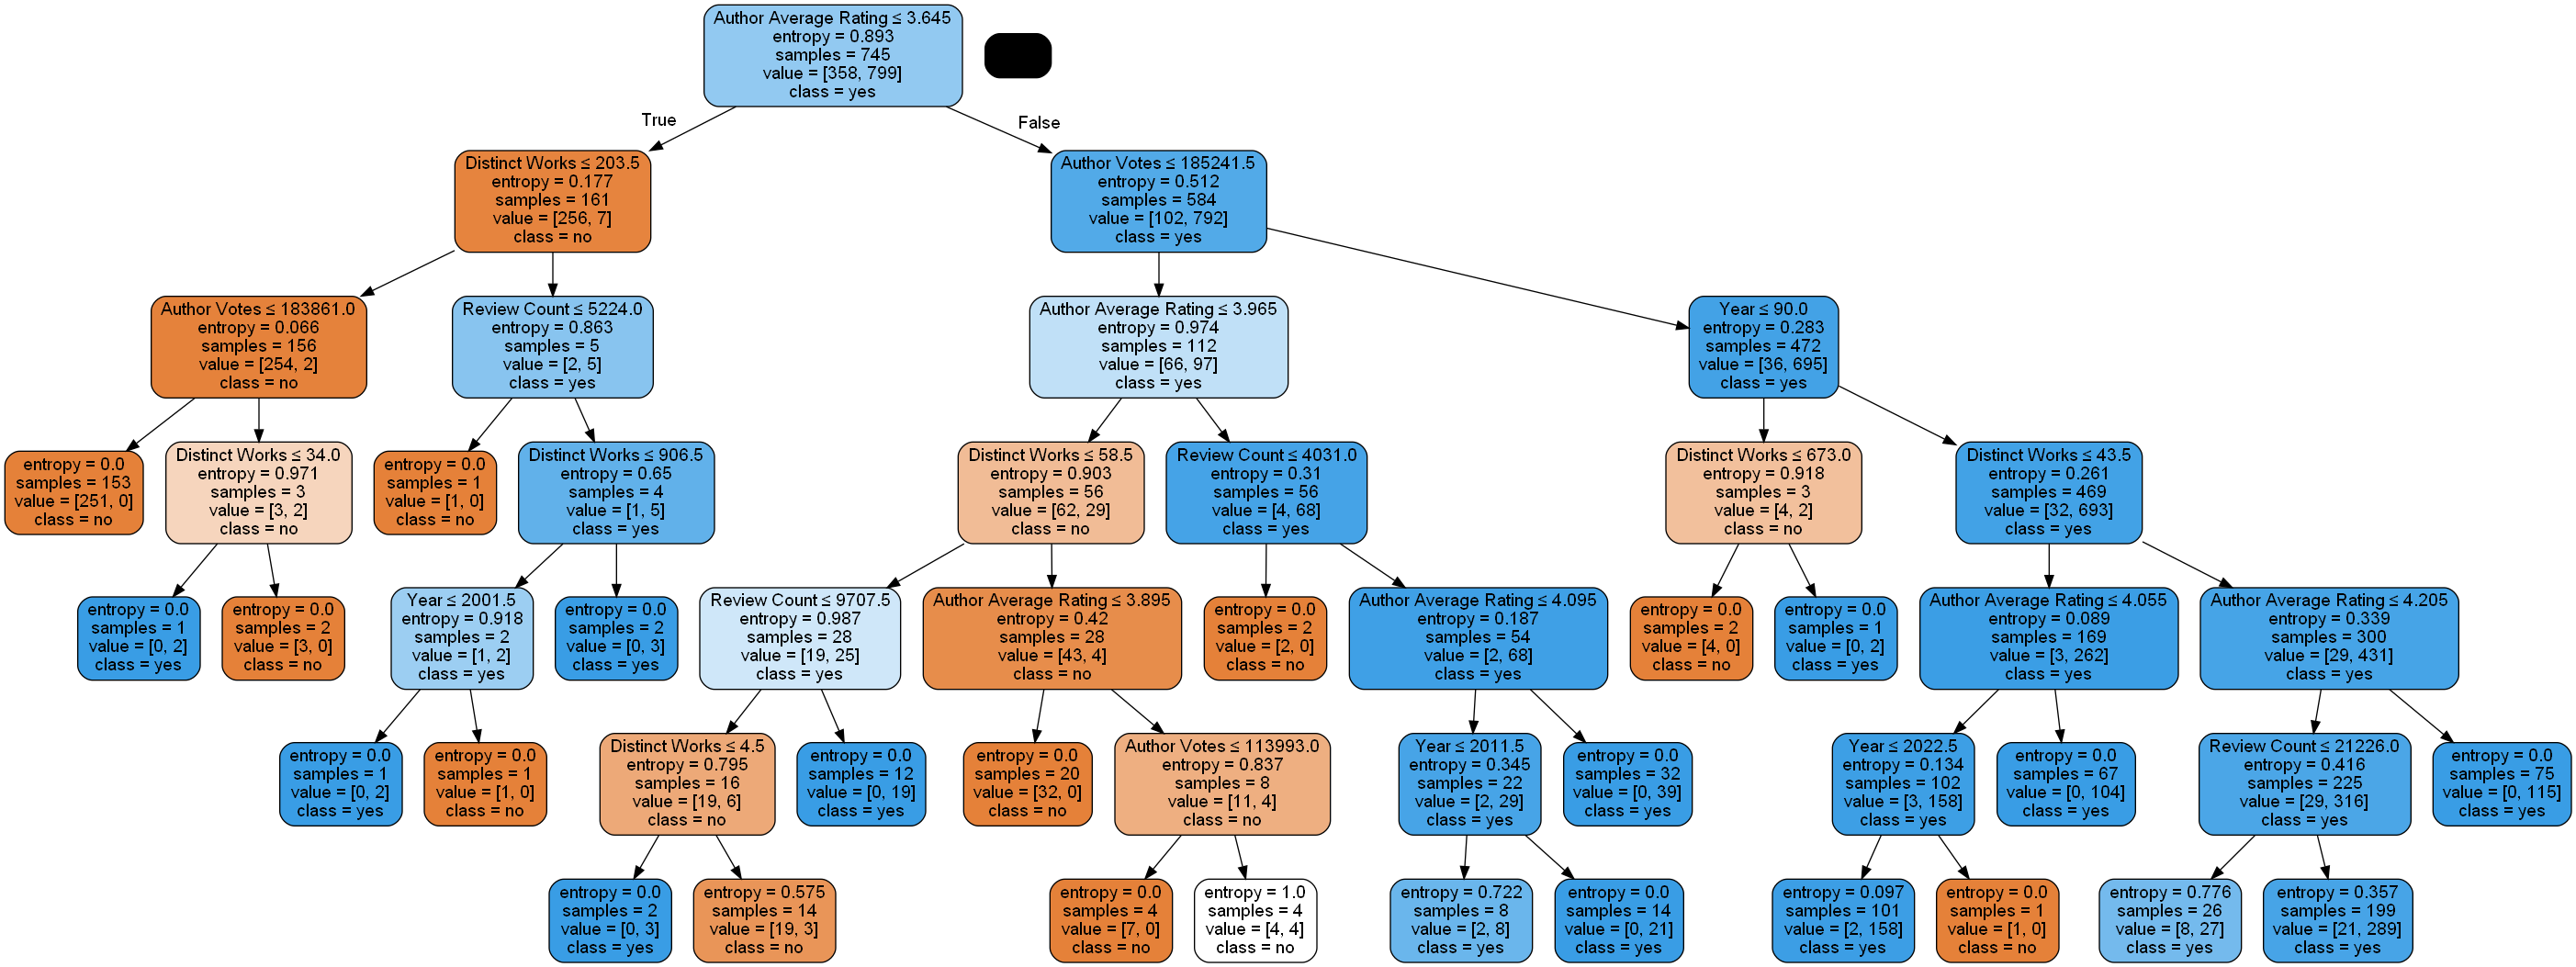 Author Average Rating ≤ 3.645
entropy = 0.893
samples = 745
value = [358, 799]
class = yes
True
False
Distinct Works ≤ 203.5
entropy = 0.177
samples = 161
value = [256, 7]
class = no
Author Votes ≤ 185241.5
entropy = 0.512
samples = 584
value = [102, 792]
class = yes
Author Votes ≤ 183861.0
entropy = 0.066
samples = 156
value = [254, 2]
class = no
Review Count ≤ 5224.0
entropy = 0.863
samples = 5
value = [2, 5]
class = yes
Author Average Rating ≤ 3.965
entropy = 0.974
samples = 112
value = [66, 97]
class = yes
Year ≤ 90.0
entropy = 0.283
samples = 472
value = [36, 695]
class = yes
entropy = 0.0
samples = 153
value = [251, 0]
class = no
Distinct Works ≤ 34.0
entropy = 0.971
samples = 3
value = [3, 2]
class = no
entropy = 0.0
samples = 1
value = [1, 0]
class = no
Distinct Works ≤ 906.5
entropy = 0.65
samples = 4
value = [1, 5]
class = yes
Distinct Works ≤ 58.5
entropy = 0.903
samples = 56
value = [62, 29]
class = no
Review Count ≤ 4031.0
entropy = 0.31
samples = 56
value = [4, 68]
class = yes
Distinct Works ≤ 673.0
entropy = 0.918
samples = 3
value = [4, 2]
class = no
Distinct Works ≤ 43.5
entropy = 0.261
samples = 469
value = [32, 693]
class = yes
entropy = 0.0
samples = 1
value = [0, 2]
class = yes
entropy = 0.0
samples = 2
value = [3, 0]
class = no
Year ≤ 2001.5
entropy = 0.918
samples = 2
value = [1, 2]
class = yes
entropy = 0.0
samples = 2
value = [0, 3]
class = yes
Review Count ≤ 9707.5
entropy = 0.987
samples = 28
value = [19, 25]
class = yes
Author Average Rating ≤ 3.895
entropy = 0.42
samples = 28
value = [43, 4]
class = no
entropy = 0.0
samples = 2
value = [2, 0]
class = no
Author Average Rating ≤ 4.095
entropy = 0.187
samples = 54
value = [2, 68]
class = yes
entropy = 0.0
samples = 2
value = [4, 0]
class = no
entropy = 0.0
samples = 1
value = [0, 2]
class = yes
Author Average Rating ≤ 4.055
entropy = 0.089
samples = 169
value = [3, 262]
class = yes
Author Average Rating ≤ 4.205
entropy = 0.339
samples = 300
value = [29, 431]
class = yes
entropy = 0.0
samples = 1
value = [0, 2]
class = yes
entropy = 0.0
samples = 1
value = [1, 0]
class = no
Distinct Works ≤ 4.5
entropy = 0.795
samples = 16
value = [19, 6]
class = no
entropy = 0.0
samples = 12
value = [0, 19]
class = yes
entropy = 0.0
samples = 20
value = [32, 0]
class = no
Author Votes ≤ 113993.0
entropy = 0.837
samples = 8
value = [11, 4]
class = no
Year ≤ 2011.5
entropy = 0.345
samples = 22
value = [2, 29]
class = yes
entropy = 0.0
samples = 32
value = [0, 39]
class = yes
Year ≤ 2022.5
entropy = 0.134
samples = 102
value = [3, 158]
class = yes
entropy = 0.0
samples = 67
value = [0, 104]
class = yes
Review Count ≤ 21226.0
entropy = 0.416
samples = 225
value = [29, 316]
class = yes
entropy = 0.0
samples = 75
value = [0, 115]
class = yes
entropy = 0.0
samples = 2
value = [0, 3]
class = yes
entropy = 0.575
samples = 14
value = [19, 3]
class = no
entropy = 0.0
samples = 4
value = [7, 0]
class = no
entropy = 1.0
samples = 4
value = [4, 4]
class = no
entropy = 0.722
samples = 8
value = [2, 8]
class = yes
entropy = 0.0
samples = 14
value = [0, 21]
class = yes
entropy = 0.097
samples = 101
value = [2, 158]
class = yes
entropy = 0.0
samples = 1
value = [1, 0]
class = no
entropy = 0.776
samples = 26
value = [8, 27]
class = yes
entropy = 0.357
samples = 199
value = [21, 289]
class = yes